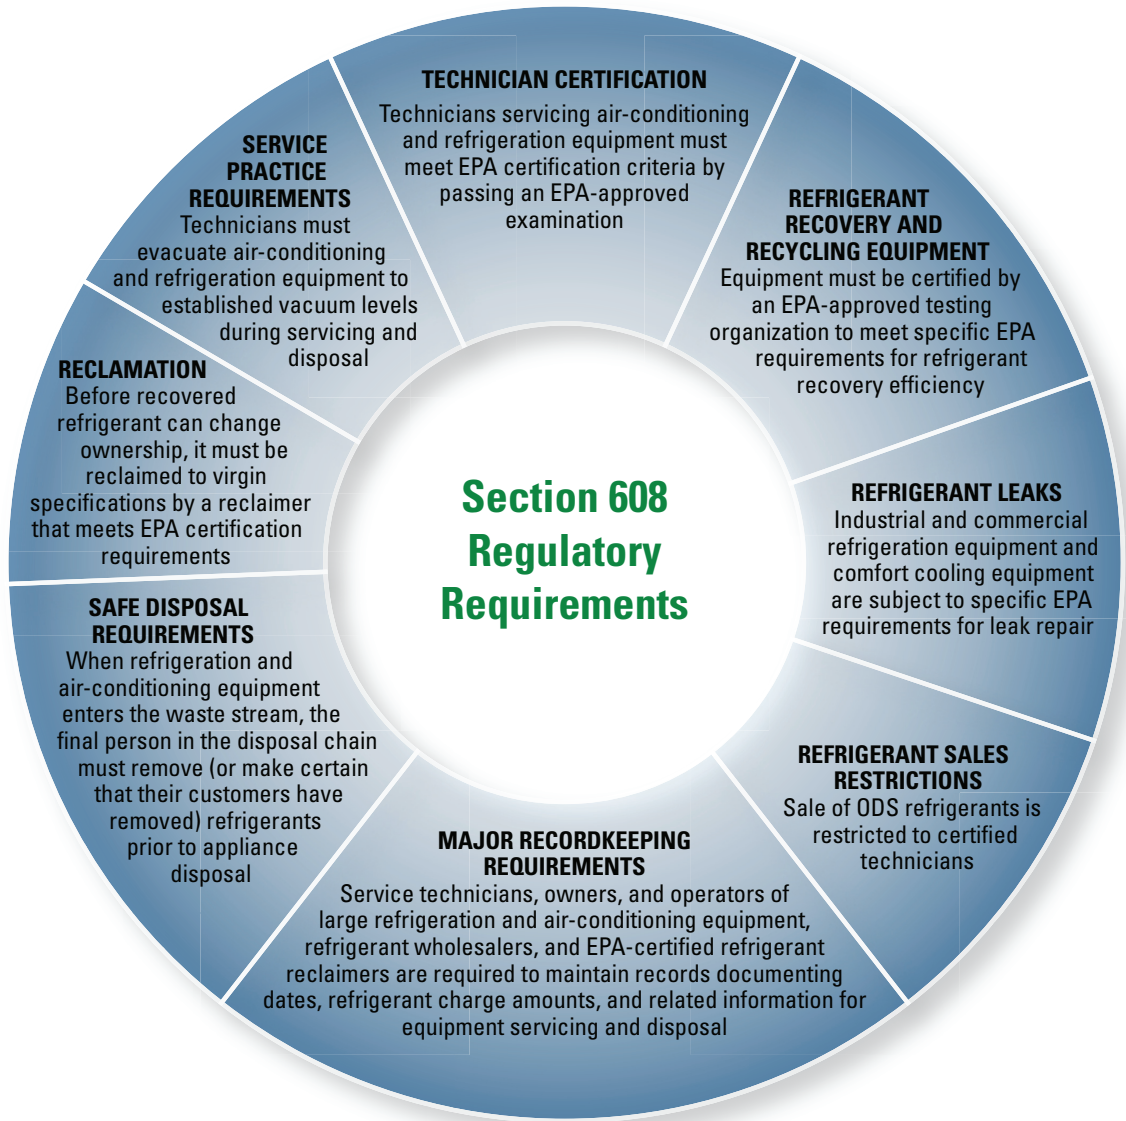 TECHNICIAN CERTIFICATION
Technicians servicing air-conditioning
and refrigeration equipment must
meet EPA certification criteria by
passing an EPA-approved
examination
REFRIGERANT
RECOVERY AND
RECYCLING EQUIPMENT
Equipment must be certified by
an EPA-approved testing
organization to meet specific EPA
requirements for refrigerant
recovery efficiency
REFRIGERANT LEAKS
Industrial and commercial
refrigeration equipment and
comfort cooling equipment
are subject to specific EPA
requirements for leak repair
REFRIGERANT SALES
RESTRICTIONS
Sale of ODS refrigerants is
restricted to certified
technicians
MAJOR RECORDKEEPING
REQUIREMENTS
Service technicians, owners, and operators of
large refrigeration and air-conditioning equipment,
refrigerant wholesalers, and EPA-certified refrigerant
reclaimers are required to maintain records documenting
dates, refrigerant charge amounts, and related information for
equipment servicing and disposal
SAFE DISPOSAL
REQUIREMENTS
When refrigeration and
air-conditioning equipment
enters the waste stream, the
final person in the disposal chain
must remove (or make certain
that their customers have
removed) refrigerants
prior to appliance
disposal
RECLAMATION
Before recovered
refrigerant can change
ownership, it must be
reclaimed to virgin
specifications by a reclaimer
that meets EPA certification
requirements
SERVICE
PRACTICE
REQUIREMENTS
Technicians must
evacuate air-conditioning
and refrigeration equipment to
established vacuum levels
during servicing and
disposal
Section 608
Regulatory
Requirements